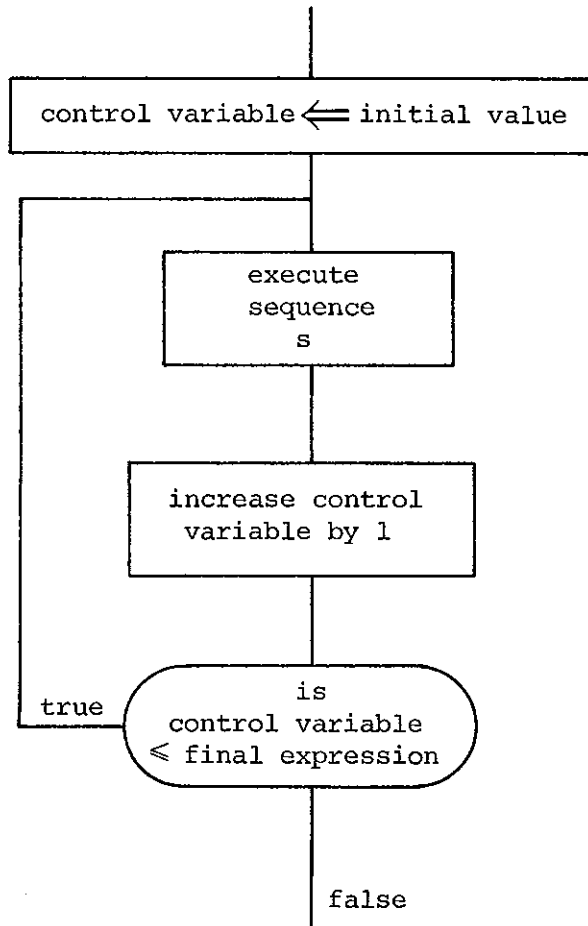 control variable ⇐ initial value
execute
sequence
s
increase control
variable by 1
is
true
control variable
⩽ final expression
false